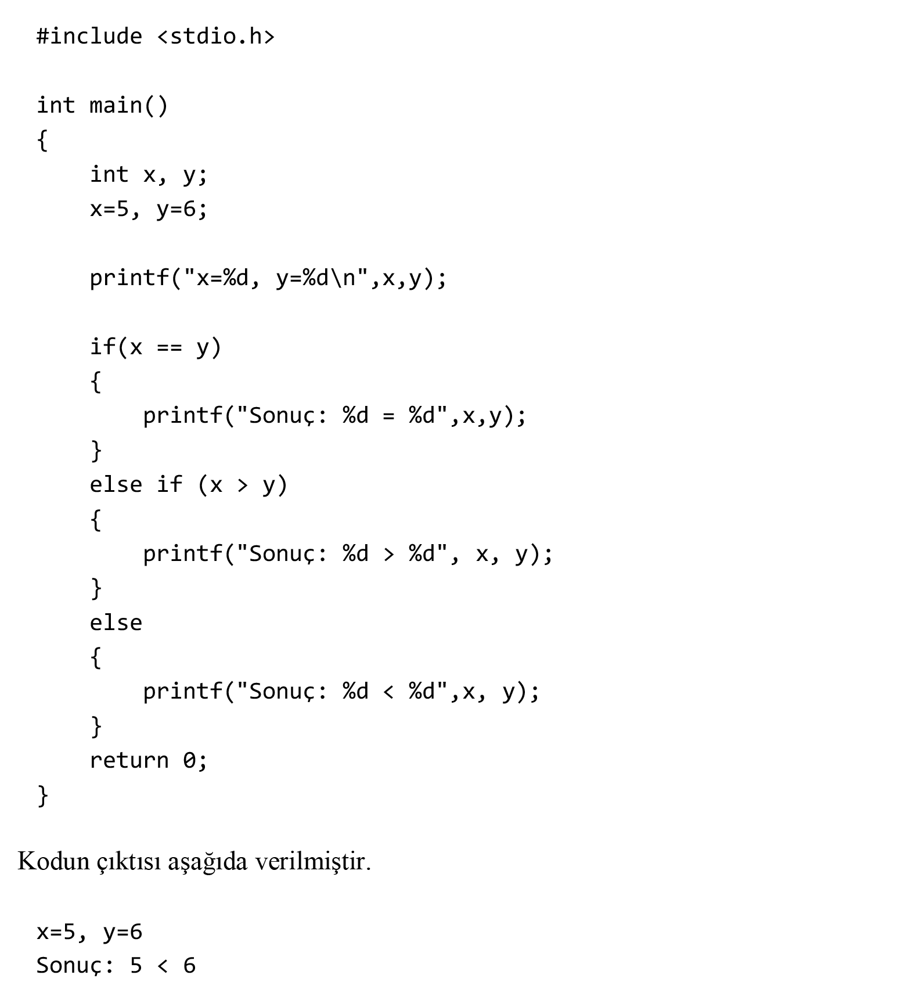 #include <stdio.h>
int main()
{
    int x, y;
    x=5, y=6;
    printf("x=%d, y=%d\n",x,y);
    if(x == y)
    {
        printf("Sonuç: %d = %d",x,y);
    }
    else if (x > y)
    {
        printf("Sonuç: %d > %d", x, y);
    }
    else
    {
        printf("Sonuç: %d < %d",x, y);
    }
    return 0;
}
Kodun çıktısı aşağıda verilmiştir.
x=5, y=6
Sonuç: 5 < 6